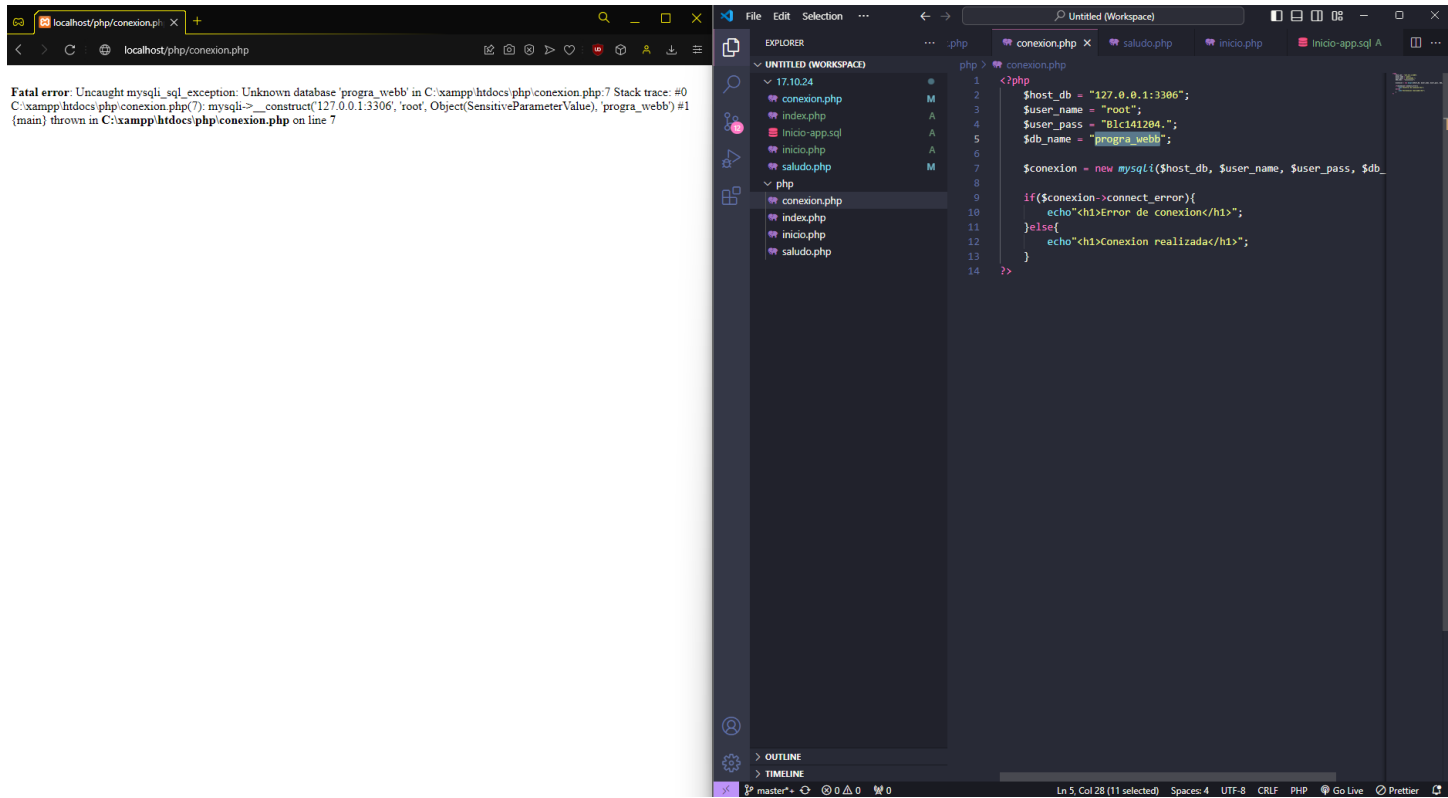 localhost/php/conexion.ph
localhost/php/conexion.php
Fatal error: Uncaught mysqli_sql_exception: Unknown database 'progra_webb' in C:\xampp\htdocs\php\conexion.php:7 Stack trace: #0
C:\xampp\htdocs\php\conexion.php(7): mysqli->__construct('127.0.0.1:3306', 'root', Object(SensitiveParameterValue), 'progra_webb') #1
{main} thrown in C:\xampp\htdocs\php\conexion.php on line 7
File Edit Selection ··· Untitled (Workspace)
EXPLORER ···
UNTITLED (WORKSPACE)
17.10.24
conexion.php M
index.php A
Inicio-app.sql A
inicio.php A
saludo.php M
php
conexion.php
index.php
inicio.php
saludo.php
OUTLINE
TIMELINE
12
.php conexion.php saludo.php inicio.php Inicio-app.sql A ···
php > conexion.php
1 <?php
2 $host_db = "127.0.0.1:3306";
3 $user_name = "root";
4 $user_pass = "Blc141204.";
5 $db_name = "progra_webb";
6
7 $conexion = new mysqli($host_db, $user_name, $user_pass, $db_
8
9 if($conexion->connect_error){
10 echo"<h1>Error de conexion</h1>";
11 }else{
12 echo"<h1>Conexion realizada</h1>";
13 }
14 ?>
master*+ 0 0 0 Ln 5, Col 28 (11 selected) Spaces: 4 UTF-8 CRLF PHP Go Live Prettier